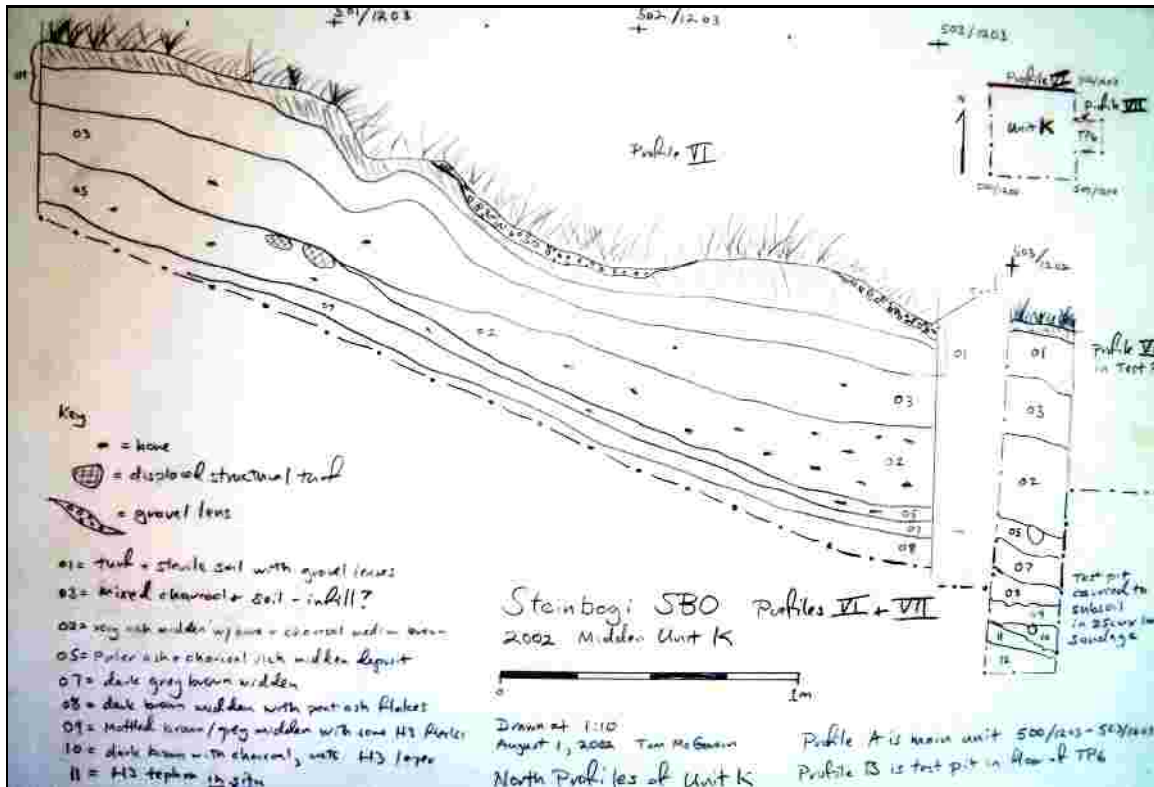 501/1203
502/1203
503/1203
01
03
05
Profile VI
07
02
01
03
02
05
07
08
N
Profile VI
Profile VII
Unit K
TP6
503/1202
Profile
in Test
01
03
02
05
07
08
09
10
11
12
Test pit
to
subsoil
in 25cm
sondage
Key
= bone
= displaced structural turf
= gravel lens
01 = turf + sterile soil with gravel lenses
03 = mixed charcoal + soil - infill?
02 = very rich midden w/ bone + charcoal medium brown
05 = ash + charcoal rich midden deposit
07 = dark grey brown midden
08 = dark brown midden with peat ash flakes
09 = Mottled brown/grey midden with some H3 flecks
10 = dark brown with charcoal, H3 layer
11 = H3 tephra in situ
Steinbogi SBO Profiles VI + VII
2002 Midden Unit K
0 1m
Drawn at 1:10
August 1, 2002 Tom McGovern
North Profiles of Unit K
Profile A is main unit 500/1203 - 503/1203
Profile B is test pit in floor of TP6